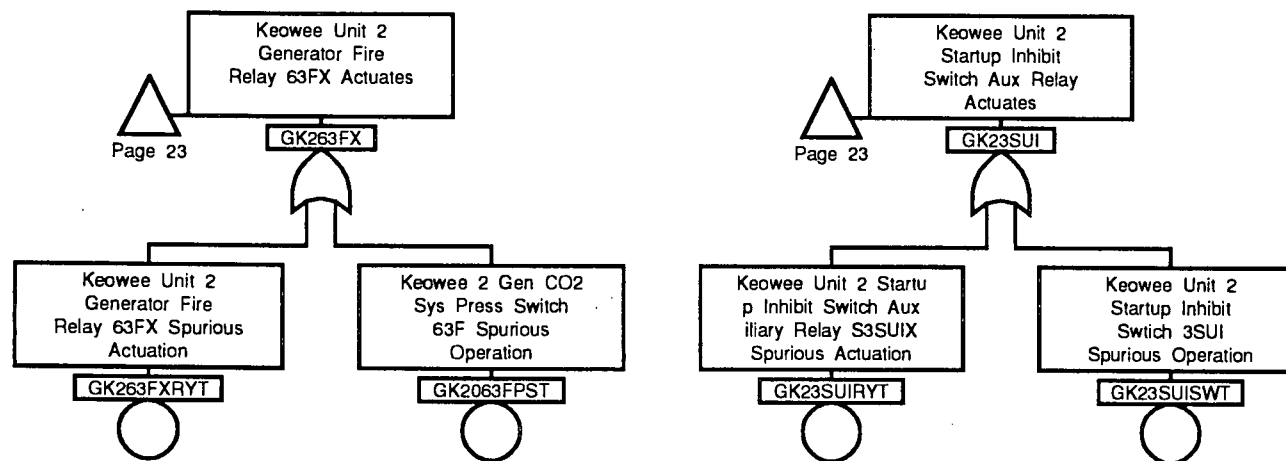 Keowee Unit 2
Generator Fire
Relay 63FX Actuates
Page 23
GK263FX
Keowee Unit 2
Generator Fire
Relay 63FX Spurious
Actuation
GK263FXRYT
Keowee 2 Gen CO2
Sys Press Switch
63F Spurious
Operation
GK2063FPST
Keowee Unit 2
Startup Inhibit
Switch Aux Relay
Actuates
Page 23
GK23SUI
Keowee Unit 2 Startu
p Inhibit Switch Aux
iliary Relay S3SUIX
Spurious Actuation
GK23SUIRYT
Keowee Unit 2
Startup Inhibit
Swtich 3SUI
Spurious Operation
GK23SUISWT